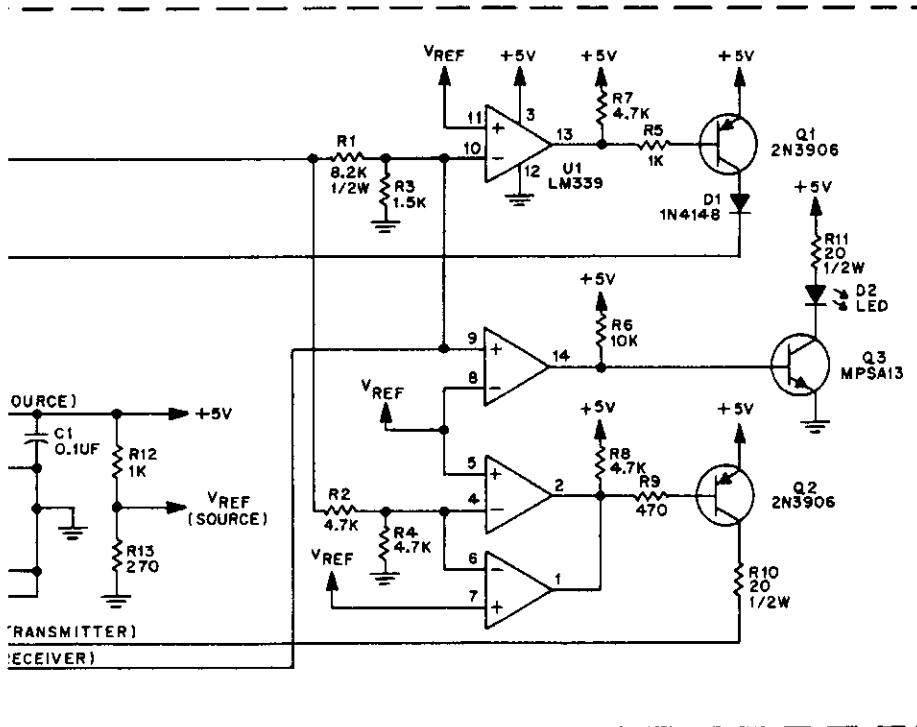 VREF
+5V
+5V
+5V
R7
4.7K
3
11
+
10
−
13
12
U1
LM339
R5
1K
Q1
2N3906
R1
8.2K
1/2W
R3
1.5K
D1
1N4148
+5V
R11
20
1/2W
D2
LED
+5V
R6
10K
9
+
8
−
14
Q3
MPSA13
VREF
OURCE)
+5V
C1
0.1UF
R12
1K
VREF
(SOURCE)
R13
270
+5V
R8
4.7K
+5V
5
+
4
−
2
R9
470
Q2
2N3906
R2
4.7K
R4
4.7K
VREF
6
−
7
+
1
R10
20
1/2W
TRANSMITTER)
ECEIVER)